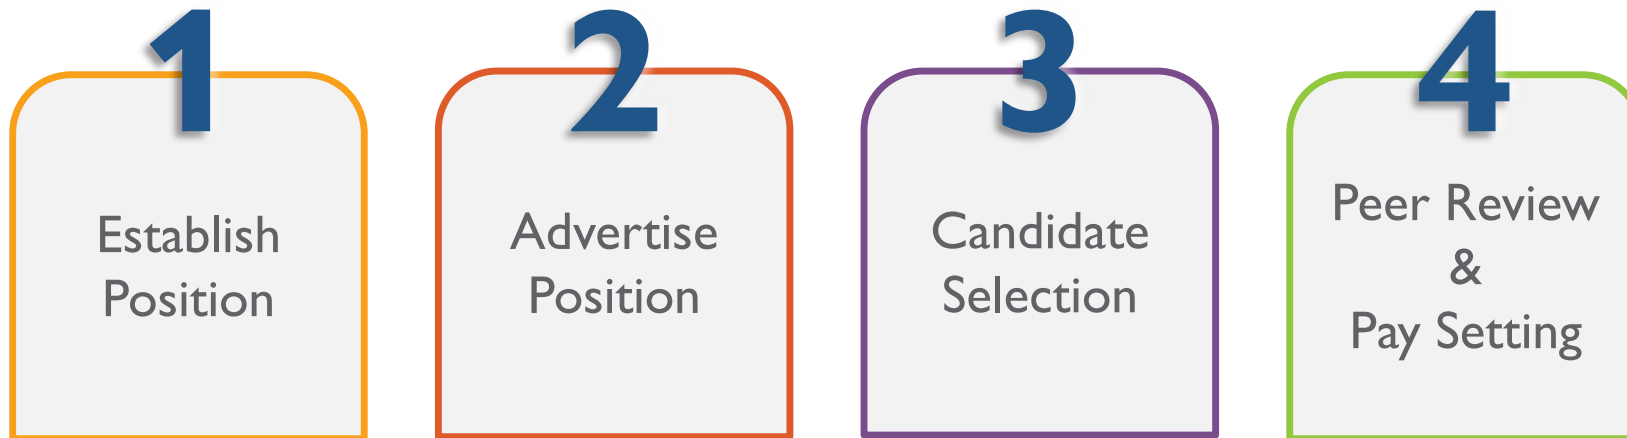 1
Establish
Position
2
Advertise
Position
3
Candidate
Selection
4
Peer Review
&
Pay Setting